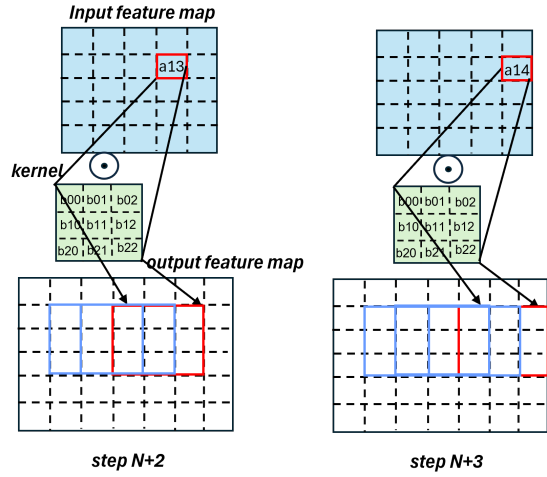 Input feature map
a13
a14
kernel
b00 b01 b02
b10 b11 b12
b20 b21 b22
b00 b01 b02
b10 b11 b12
b20 b21 b22
output feature map
step N+2
step N+3